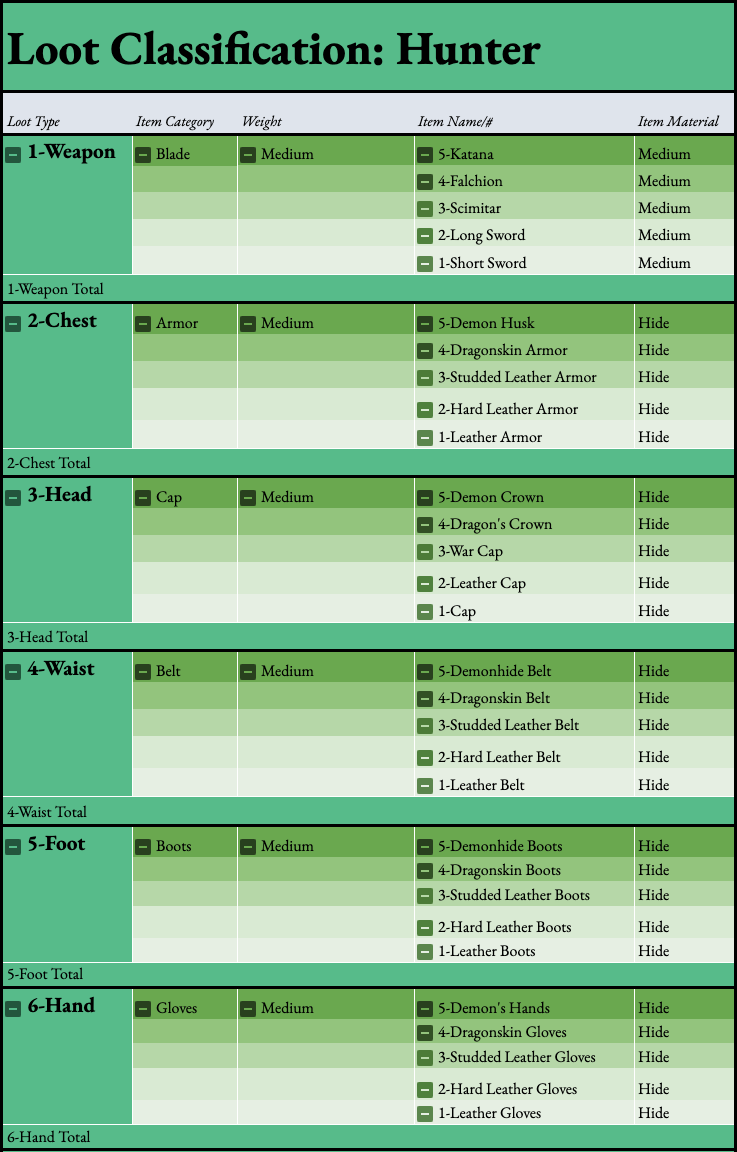 Loot Classification: Hunter
Loot Type Item Category Weight Item Name/# Item Material
1-Weapon Blade Medium 5-Katana Medium
4-Falchion Medium
3-Scimitar Medium
2-Long Sword Medium
1-Short Sword Medium
1-Weapon Total
2-Chest Armor Medium 5-Demon Husk Hide
4-Dragonskin Armor Hide
3-Studded Leather Armor Hide
2-Hard Leather Armor Hide
1-Leather Armor Hide
2-Chest Total
3-Head Cap Medium 5-Demon Crown Hide
4-Dragon's Crown Hide
3-War Cap Hide
2-Leather Cap Hide
1-Cap Hide
3-Head Total
4-Waist Belt Medium 5-Demonhide Belt Hide
4-Dragonskin Belt Hide
3-Studded Leather Belt Hide
2-Hard Leather Belt Hide
1-Leather Belt Hide
4-Waist Total
5-Foot Boots Medium 5-Demonhide Boots Hide
4-Dragonskin Boots Hide
3-Studded Leather Boots Hide
2-Hard Leather Boots Hide
1-Leather Boots Hide
5-Foot Total
6-Hand Gloves Medium 5-Demon's Hands Hide
4-Dragonskin Gloves Hide
3-Studded Leather Gloves Hide
2-Hard Leather Gloves Hide
1-Leather Gloves Hide
6-Hand Total